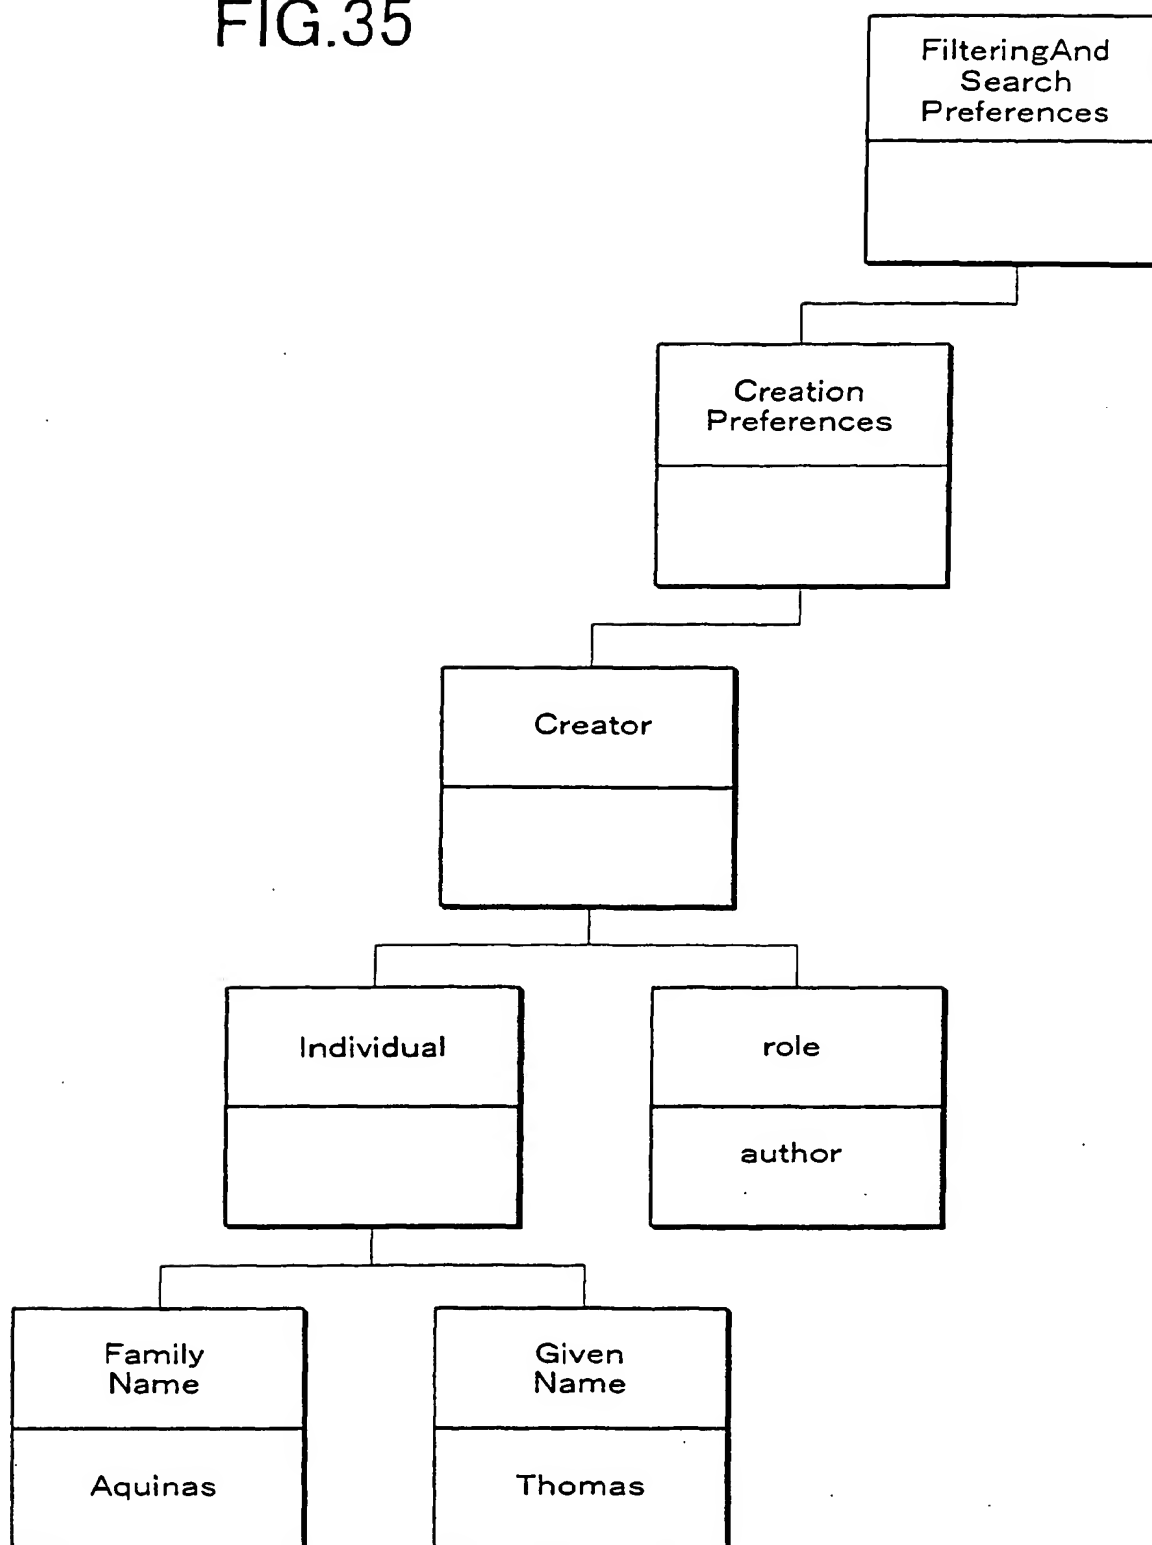 FIG.35
FilteringAnd
Search
Preferences
Creation
Preferences
Creator
Individual
role
author
Family
Name
Given
Name
Aquinas
Thomas